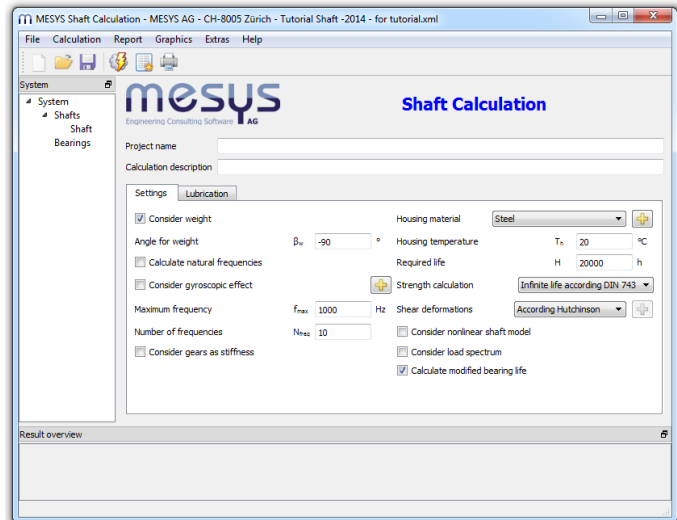 MESYS Shaft Calculation - MESYS AG - CH-8005 Zürich - Tutorial Shaft -2014 - for tutorial.xml
File Calculation Report Graphics Extras Help
System
System
Shafts
Shaft
Bearings
mesys
Engineering Consulting Software AG
Shaft Calculation
Project name
Calculation description
Settings Lubrication
Consider weight Housing material Steel
Angle for weight βw -90 ° Housing temperature Th 20 °C
Calculate natural frequencies Required life H 20000 h
Consider gyroscopic effect Strength calculation Infinite life according DIN 743
Maximum frequency fmax 1000 Hz Shear deformations According Hutchinson
Number of frequencies Nfreq 10 Consider nonlinear shaft model
Consider gears as stiffness Consider load spectrum
Calculate modified bearing life
Result overview